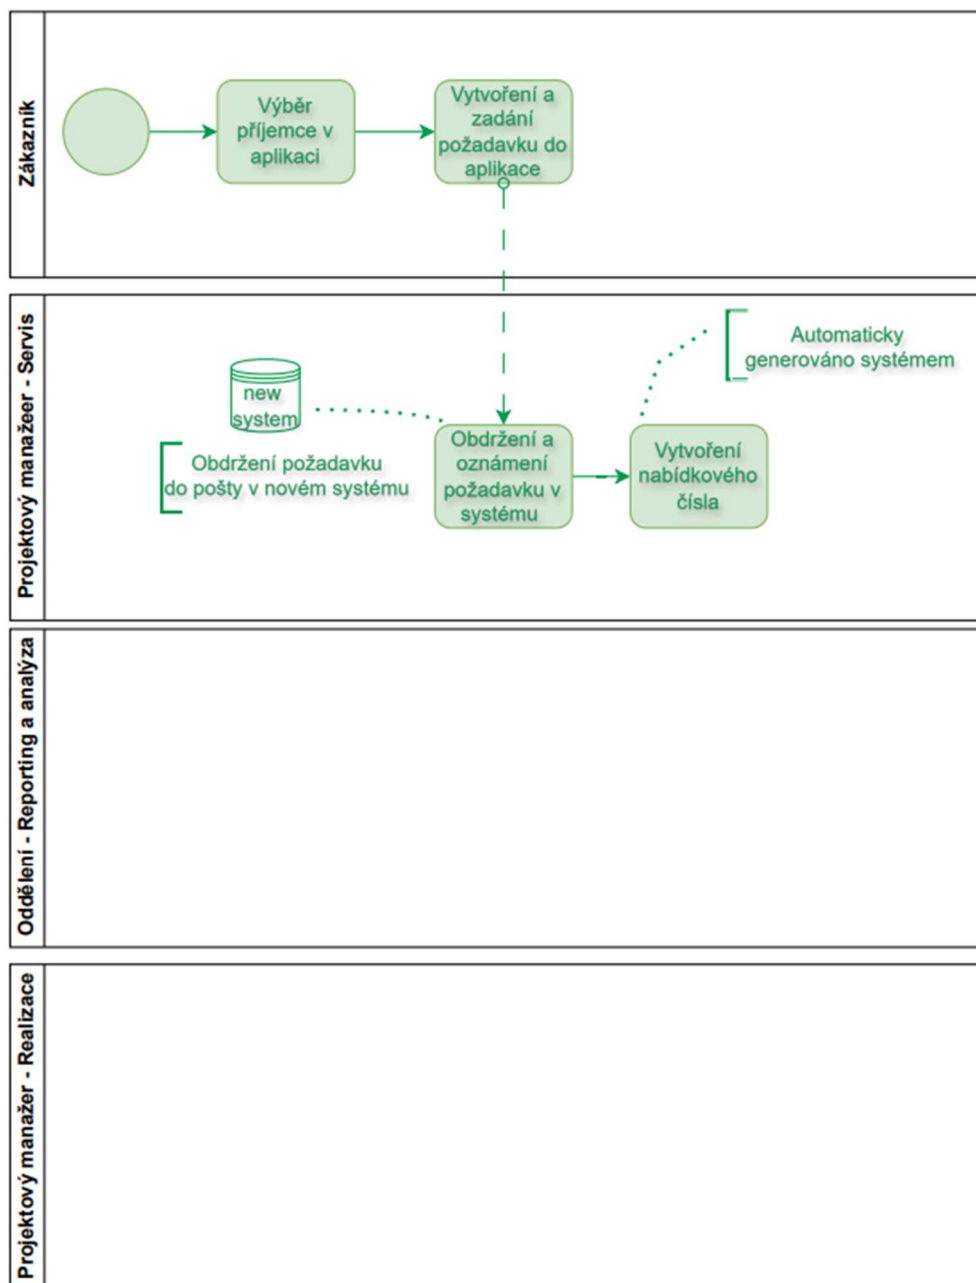 Zákazník
Výběr
příjemce v
aplikaci
Vytvoření a
zadání
požadavku do
aplikace
Projektový manažeer - Servis
new
system
Obdržení požadavku
do pošty v novém systému
Obdržení a
oznámení
požadavku v
systému
Vytvoření
nabídkového
čísla
Automaticky
generováno systémem
Oddělení - Reporting a analýza
Projektový manažer - Realizace